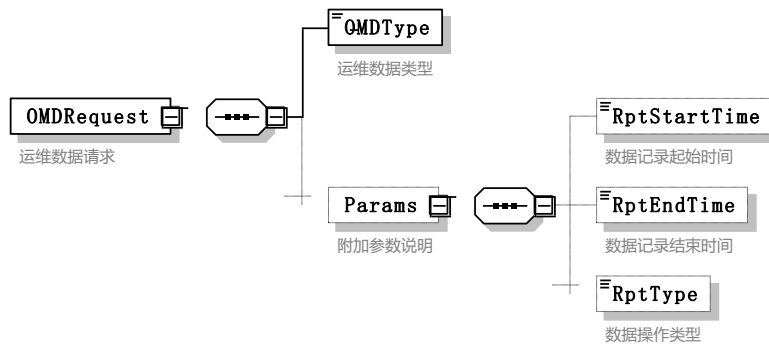 OMDType
运维数据类型
OMDRequest
运维数据请求
RptStartTime
数据记录起始时间
Params
附加参数说明
RptEndTime
数据记录结束时间
RptType
数据操作类型